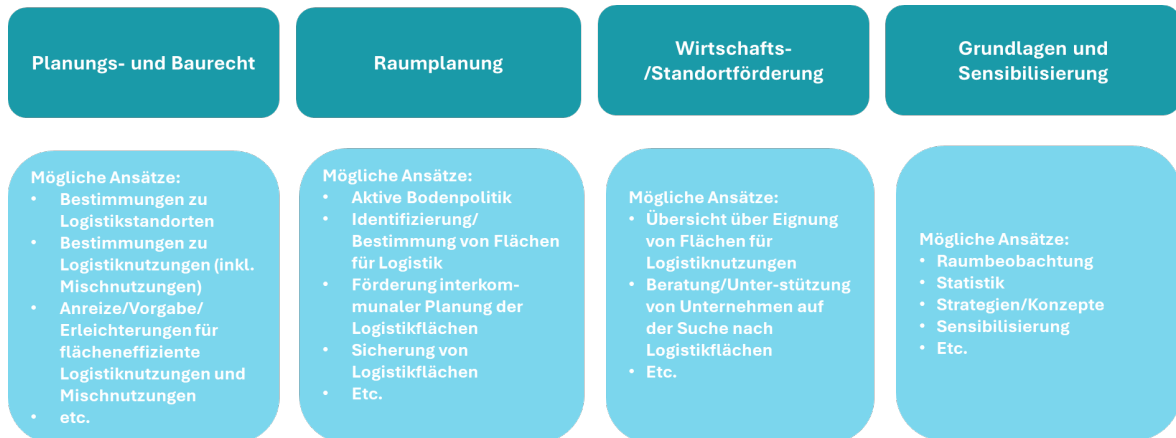 Planungs- und Baurecht
Mögliche Ansätze:
• Bestimmungen zu
Logistikstandorten
• Bestimmungen zu
Logistiknutzungen (inkl.
Mischnutzungen)
• Anreize/Vorgabe/
Erleichterungen für
flächeneffiziente
Logistiknutzungen und
Mischnutzungen
• etc.
Raumplanung
Mögliche Ansätze:
• Aktive Bodenpolitik
• Identifizierung/
Bestimmung von Flächen
für Logistik
• Förderung interkom-
munaler Planung der
Logistikflächen
• Sicherung von
Logistikflächen
• Etc.
Wirtschafts-
/Standortförderung
Mögliche Ansätze:
• Übersicht über Eignung
von Flächen für
Logistiknutzungen
• Beratung/Unter-stützung
von Unternehmen auf
der Suche nach
Logistikflächen
• Etc.
Grundlagen und
Sensibilisierung
Mögliche Ansätze:
• Raumbeobachtung
• Statistik
• Strategien/Konzepte
• Sensibilisierung
• Etc.